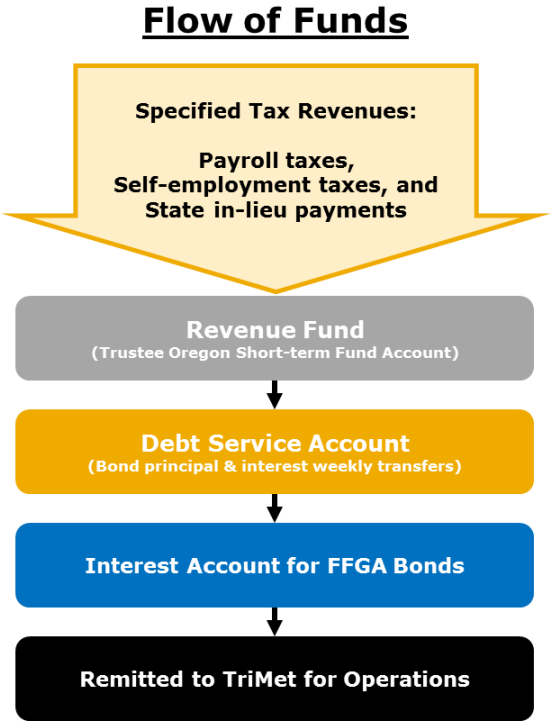 Flow of Funds
Specified Tax Revenues:
Payroll taxes,
Self-employment taxes, and
State in-lieu payments
Revenue Fund
(Trustee Oregon Short-term Fund Account)
Debt Service Account
(Bond principal & interest weekly transfers)
Interest Account for FFGA Bonds
Remitted to TriMet for Operations